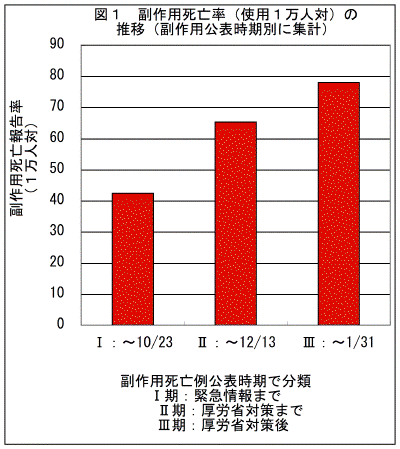 図１　副作用死亡率（使用１万人対）の
推移（副作用公表時期別に集計）
副作用死亡報告率
（１万人対）
90
80
70
60
50
40
30
20
10
0
Ⅰ：～10/23　Ⅱ：～12/13　Ⅲ：～1/31
副作用死亡例公表時期で分類
Ⅰ期：緊急情報まで
Ⅱ期：厚労省対策まで
Ⅲ期：厚労省対策後